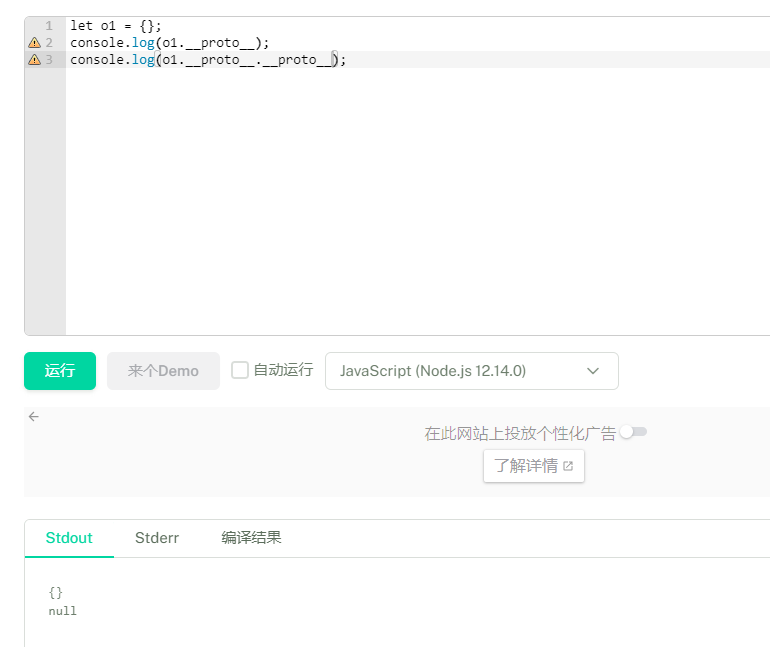 1 let o1 = {};
2 console.log(o1.__proto__);
3 console.log(o1.__proto__.__proto__);
运行 来个Demo 自动运行 JavaScript (Node.js 12.14.0)
在此网站上投放个性化广告
了解详情
Stdout Stderr 编译结果
{}
null